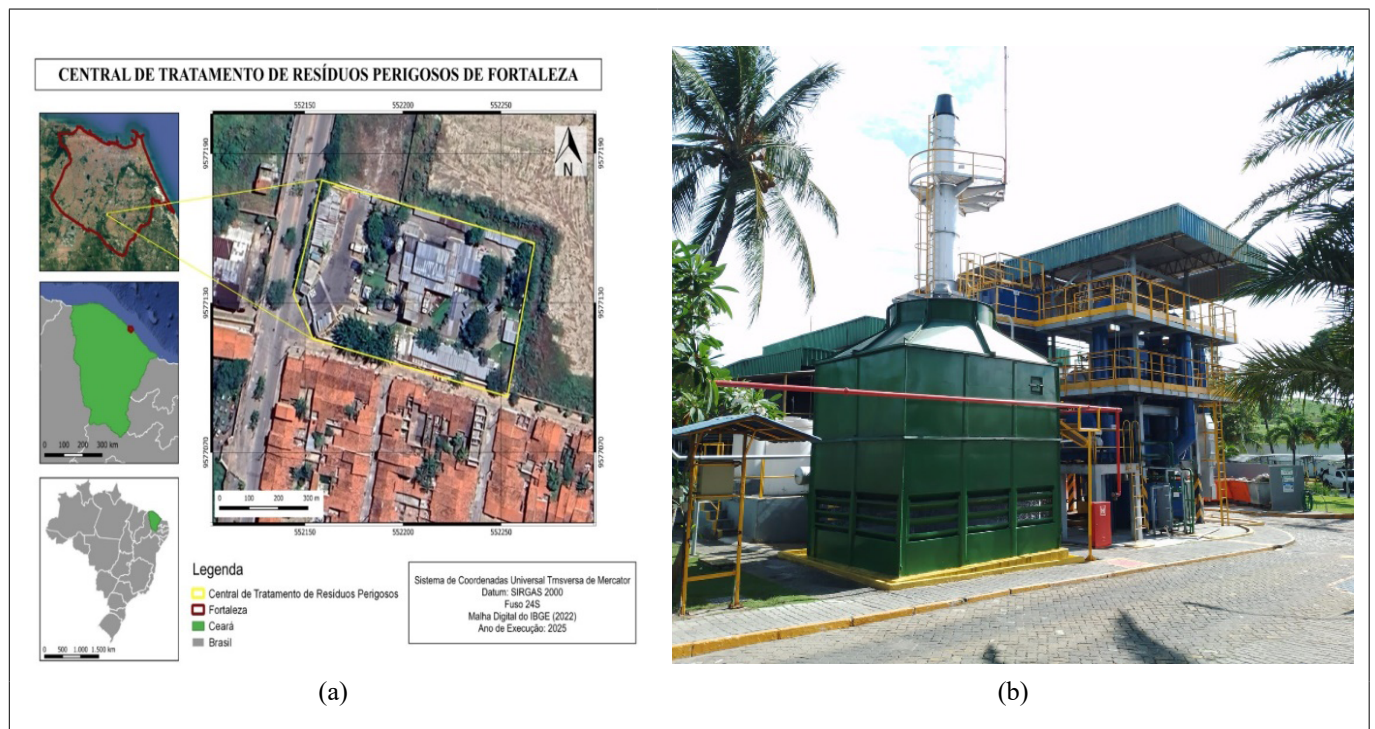 CENTRAL DE TRATAMENTO DE RESÍDUOS PERIGOSOS DE FORTALEZA
552150 552200 552250
9577190 9577190
N
9577130 9577130
9577070 9577070
0 100 200 300 km
0 100 200 300 m
552150 552200 552250
0 500 1.000 1.500 km
Legenda
Central de Tratamento de Resíduos Perigosos
Fortaleza
Ceará
Brasil
Sistema de Coordenadas Universal Trnsversa de Mercator
Datum: SIRGAS 2000
Fuso 24S
Malha Digital do IBGE (2022)
Ano de Execução: 2025
(a) (b)